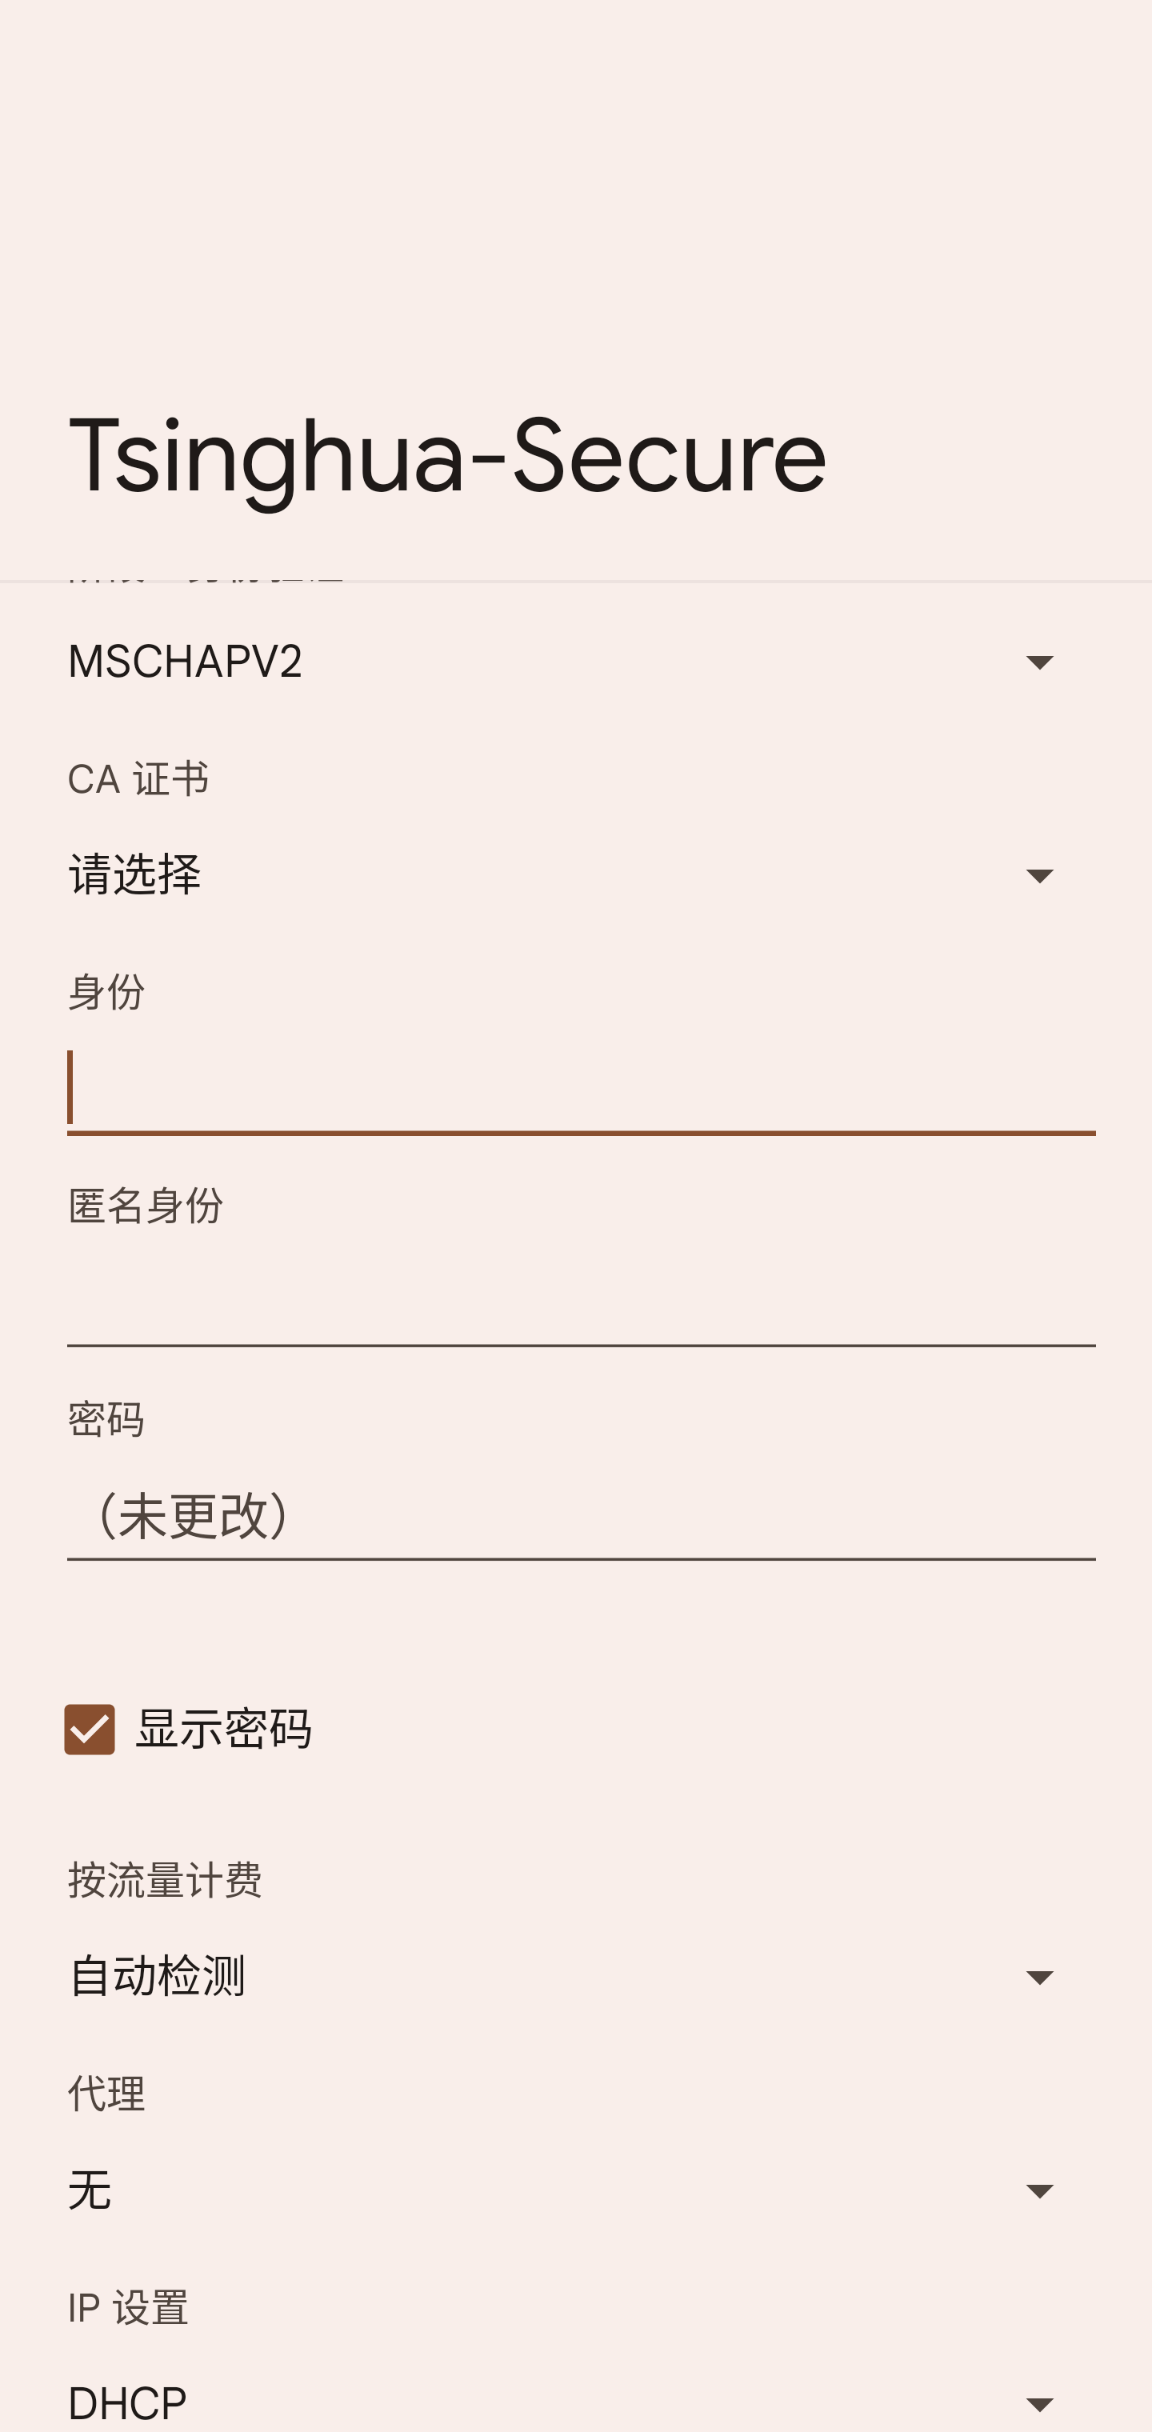 Tsinghua-Secure
MSCHAPV2
CA 证书
请选择
身份
匿名身份
密码
（未更改）
显示密码
按流量计费
自动检测
代理
无
IP 设置
DHCP